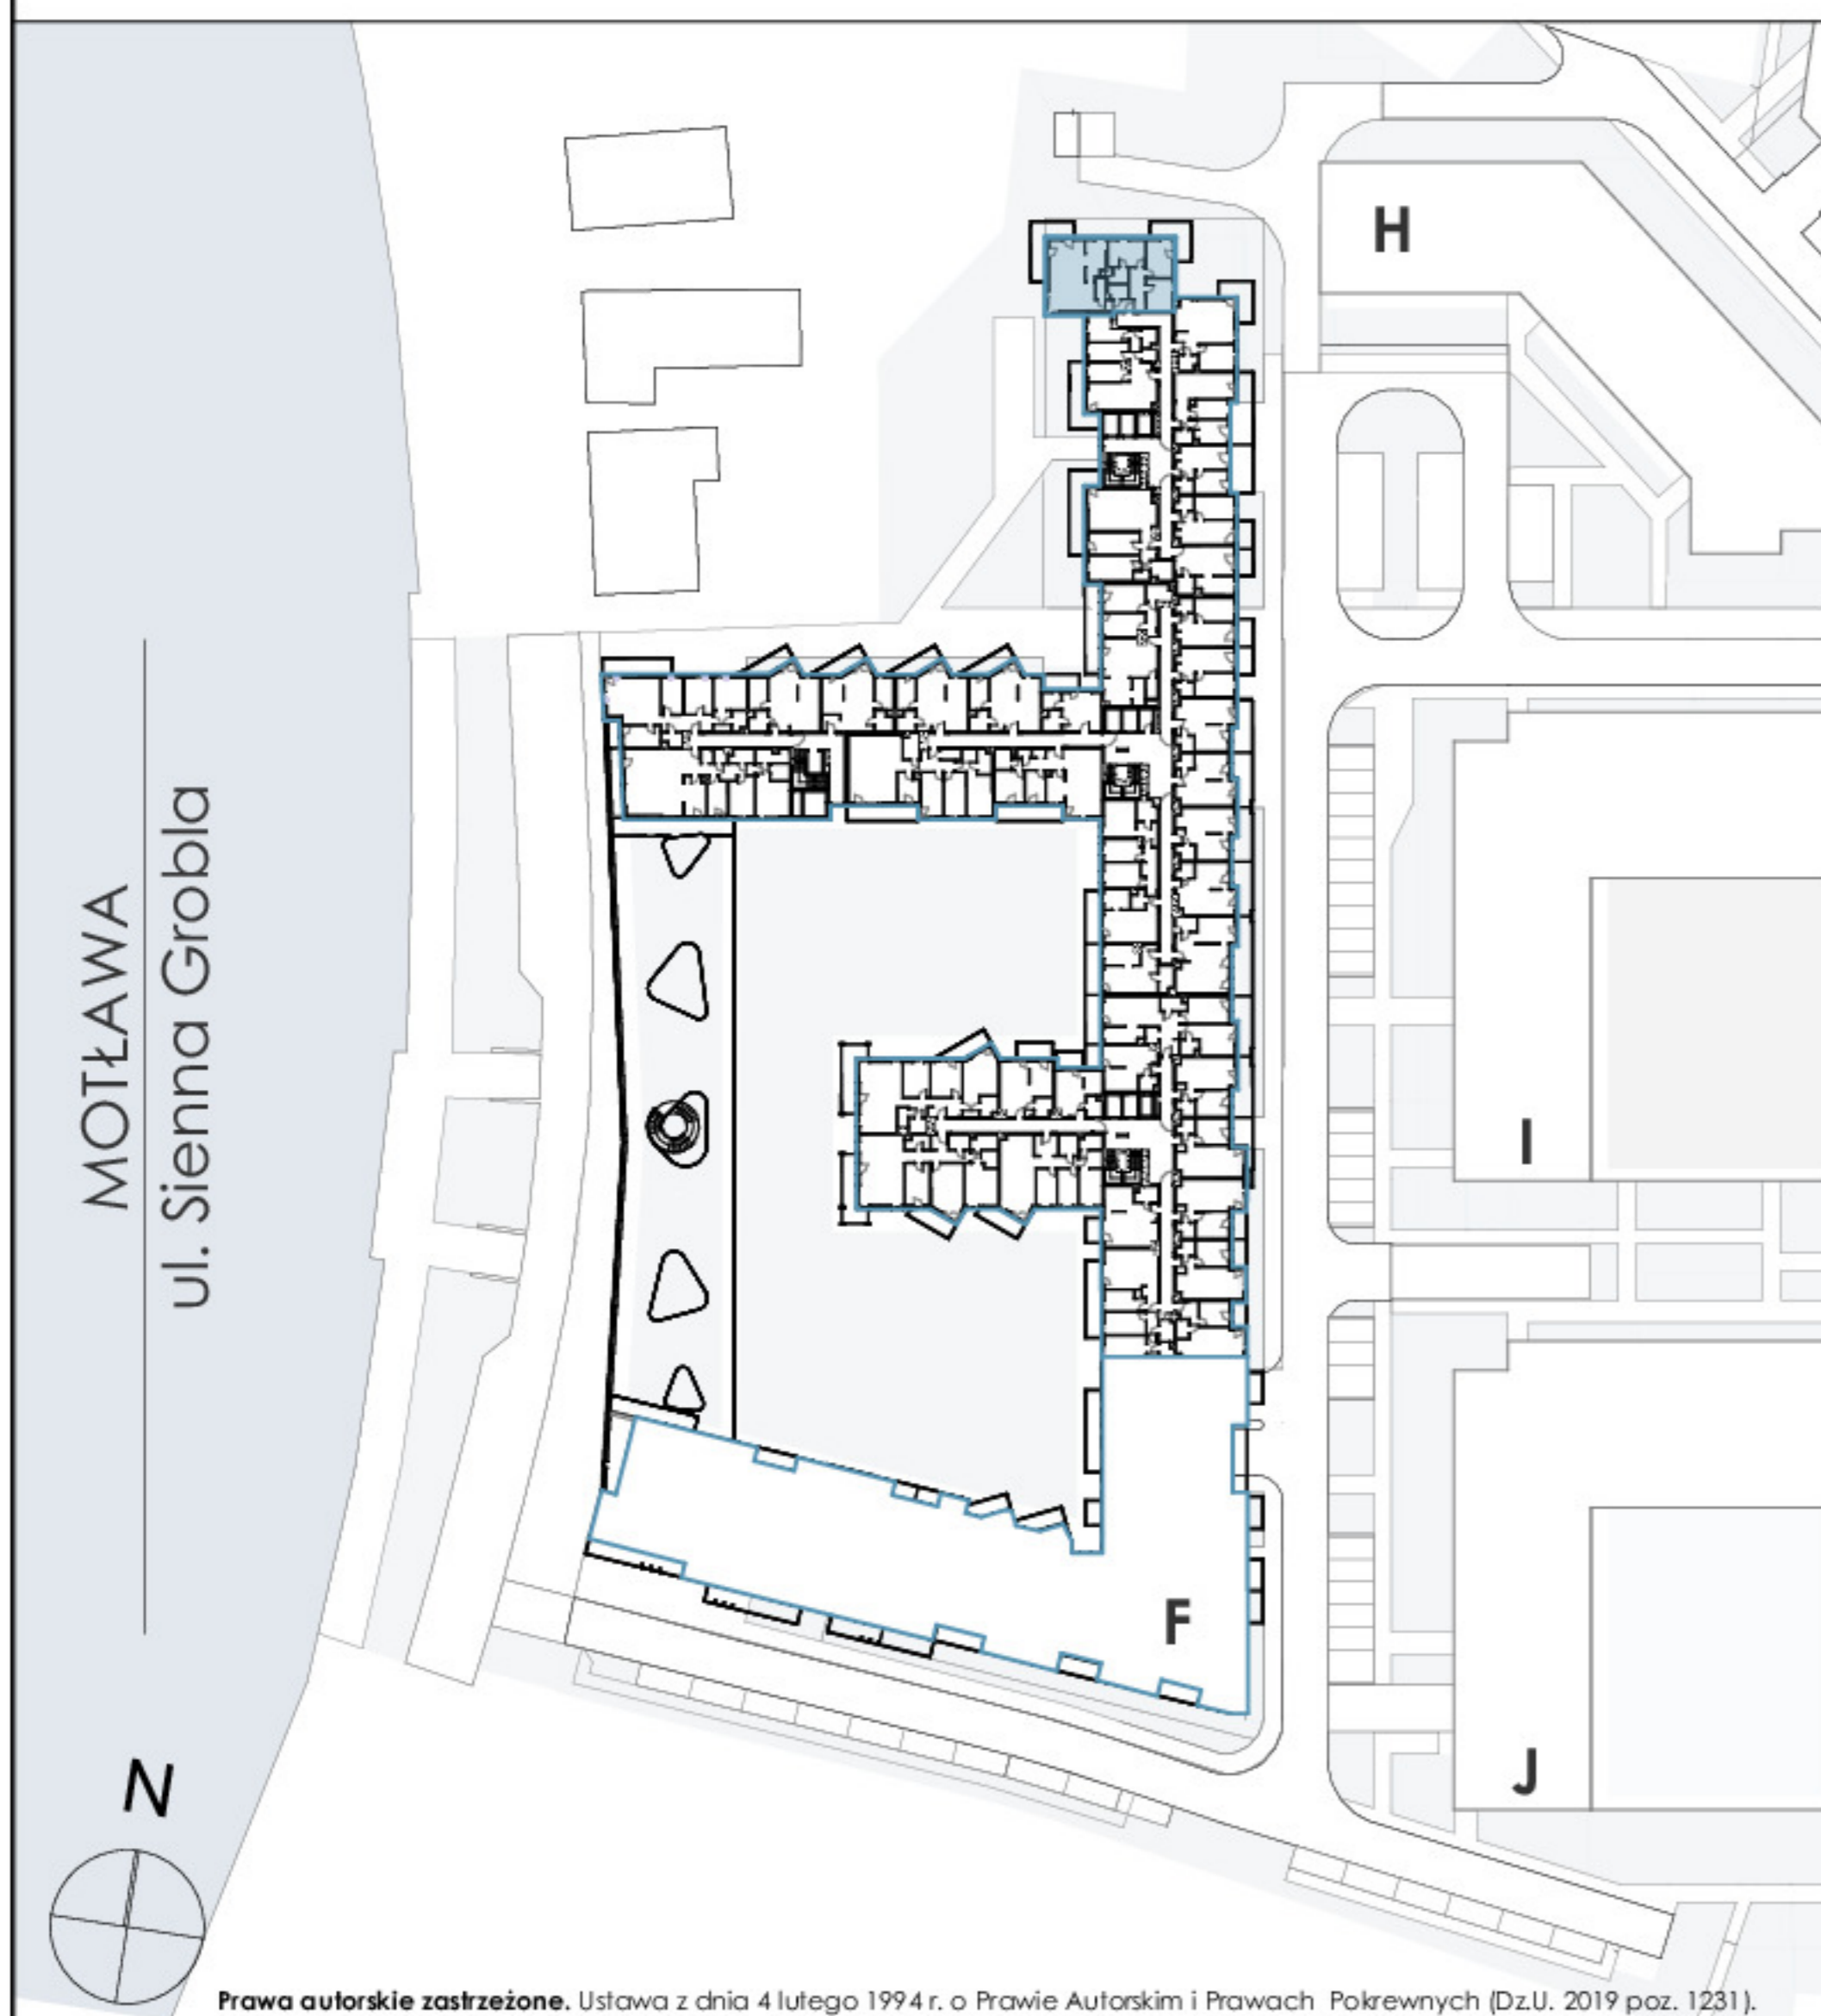 H
MOTŁAWA
ul. Sienna Grobla
I
F
J
N
Prawa autorskie zastrzeżone. Ustawa z dnia 4 lutego 1994 r. o Prawie Autorskim i Prawach Pokrewnych (Dz.U. 2019 poz. 1231).